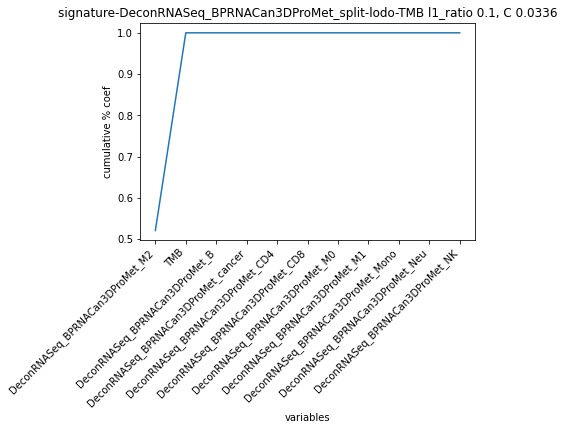 signature-DeconRNASeq_BPRNACan3DProMet_split-lodo-TMB l1_ratio 0.1, C 0.0336
1.0
0.9
0.8
0.7
0.6
0.5
cumulative % coef
DeconRNASeq_BPRNACan3DProMet_M2
TMB
DeconRNASeq_BPRNACan3DProMet_B
DeconRNASeq_BPRNACan3DProMet_cancer
DeconRNASeq_BPRNACan3DProMet_CD4
DeconRNASeq_BPRNACan3DProMet_CD8
DeconRNASeq_BPRNACan3DProMet_M0
DeconRNASeq_BPRNACan3DProMet_M1
DeconRNASeq_BPRNACan3DProMet_Mono
DeconRNASeq_BPRNACan3DProMet_Neu
DeconRNASeq_BPRNACan3DProMet_NK
variables